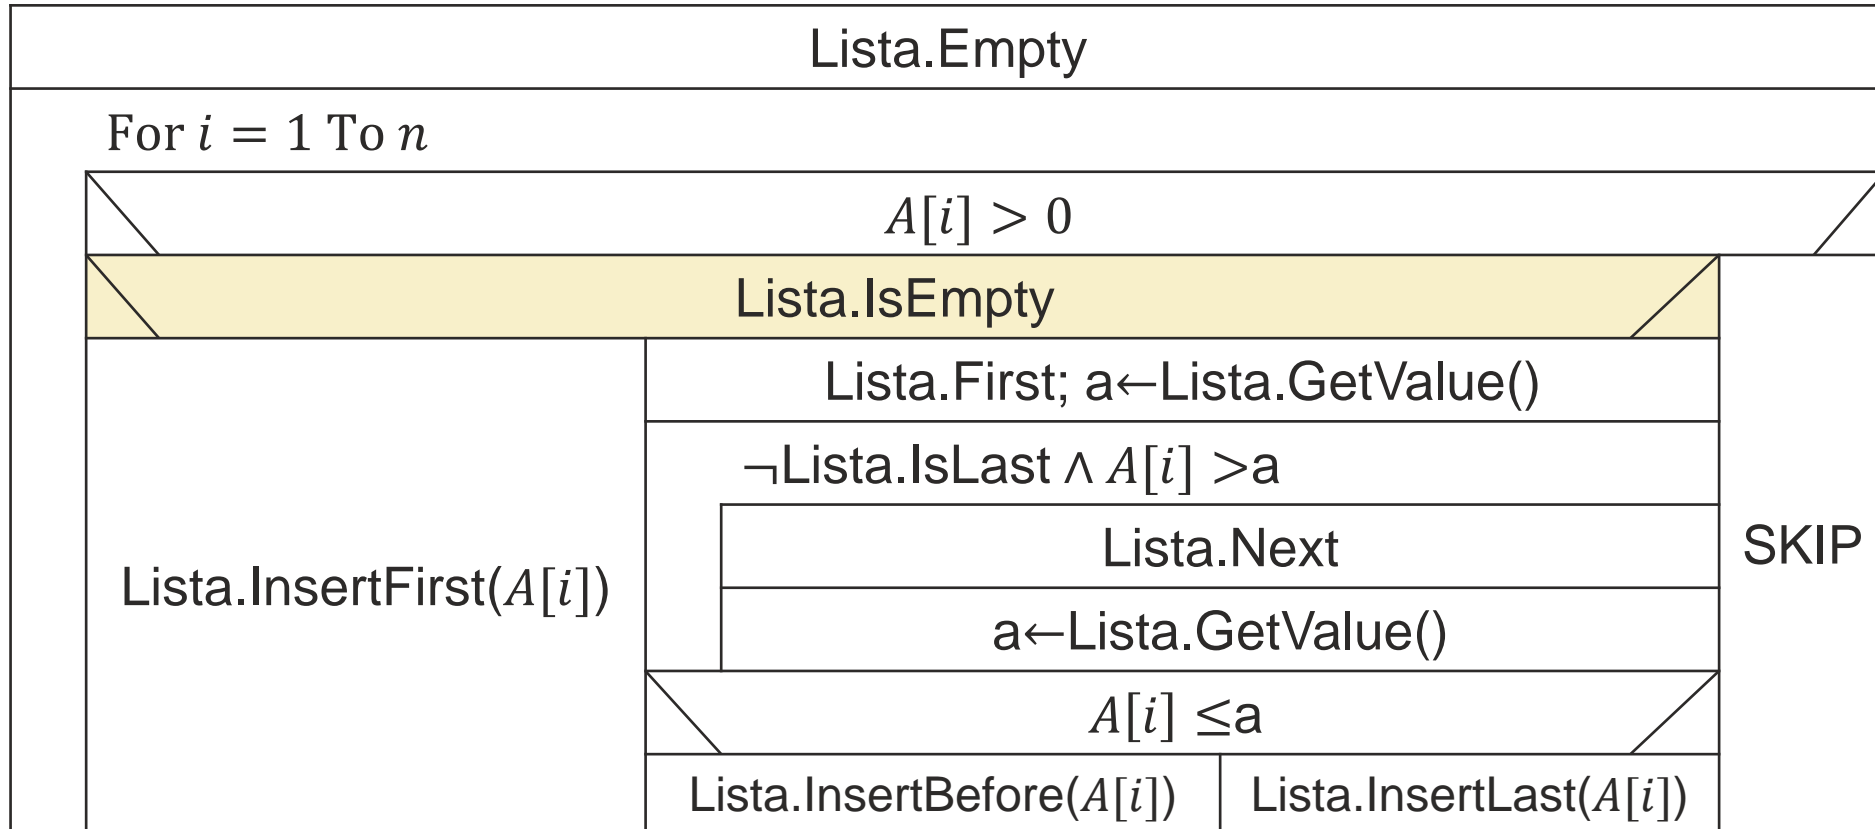 Lista.Empty
For i = 1 To n
A[i] > 0
Lista.IsEmpty
Lista.First; a←Lista.GetValue()
¬Lista.IsLast ∧ A[i] >a
Lista.Next
SKIP
Lista.InsertFirst(A[i])
a←Lista.GetValue()
A[i] ≤a
Lista.InsertBefore(A[i])
Lista.InsertLast(A[i])